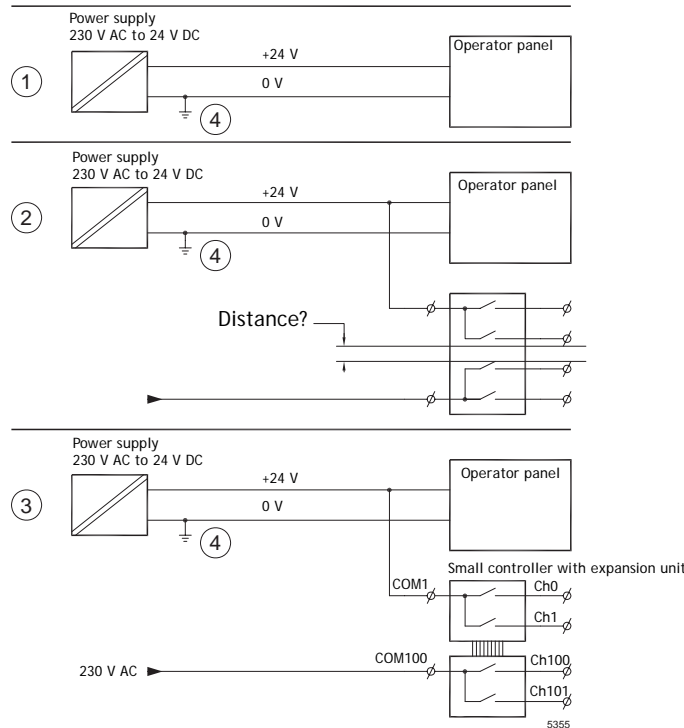 Power supply
230 V AC to 24 V DC
+24 V
Operator panel
1
0 V
4
Power supply
230 V AC to 24 V DC
+24 V
Operator panel
2
0 V
4
Distance?
Power supply
230 V AC to 24 V DC
+24 V
Operator panel
3
0 V
4
Small controller with expansion unit
COM1
Ch0
Ch1
COM100
Ch100
230 V AC
Ch101
5355